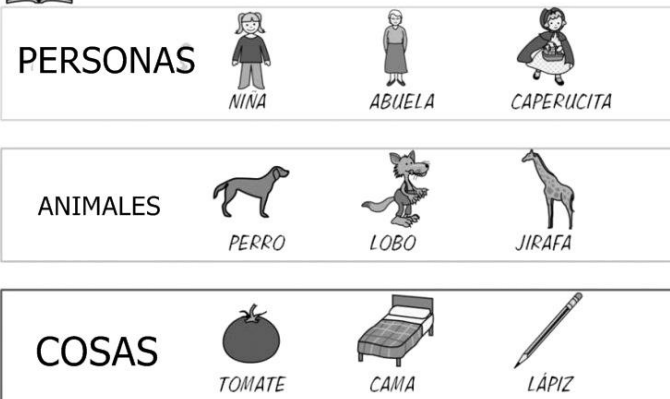 PERSONAS
NIÑA ABUELA CAPERUCITA
ANIMALES
PERRO LOBO JIRAFA
COSAS
TOMATE CAMA LÁPIZ